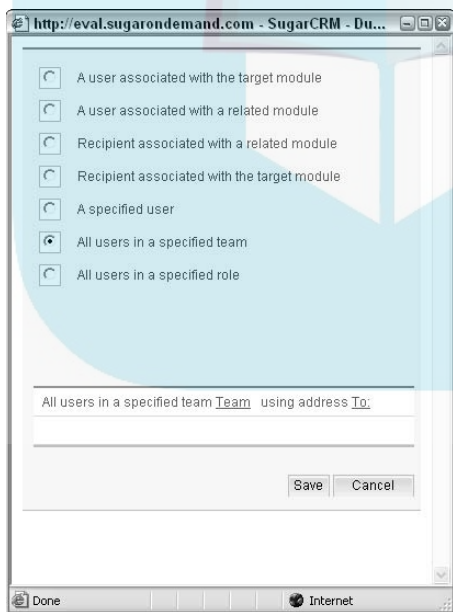 http://eval.sugarondemand.com - SugarCRM - Du...
A user associated with the target module
A user associated with a related module
Recipient associated with a related module
Recipient associated with the target module
A specified user
All users in a specified team
All users in a specified role
All users in a specified team Team using address To:
Save Cancel
Done Internet